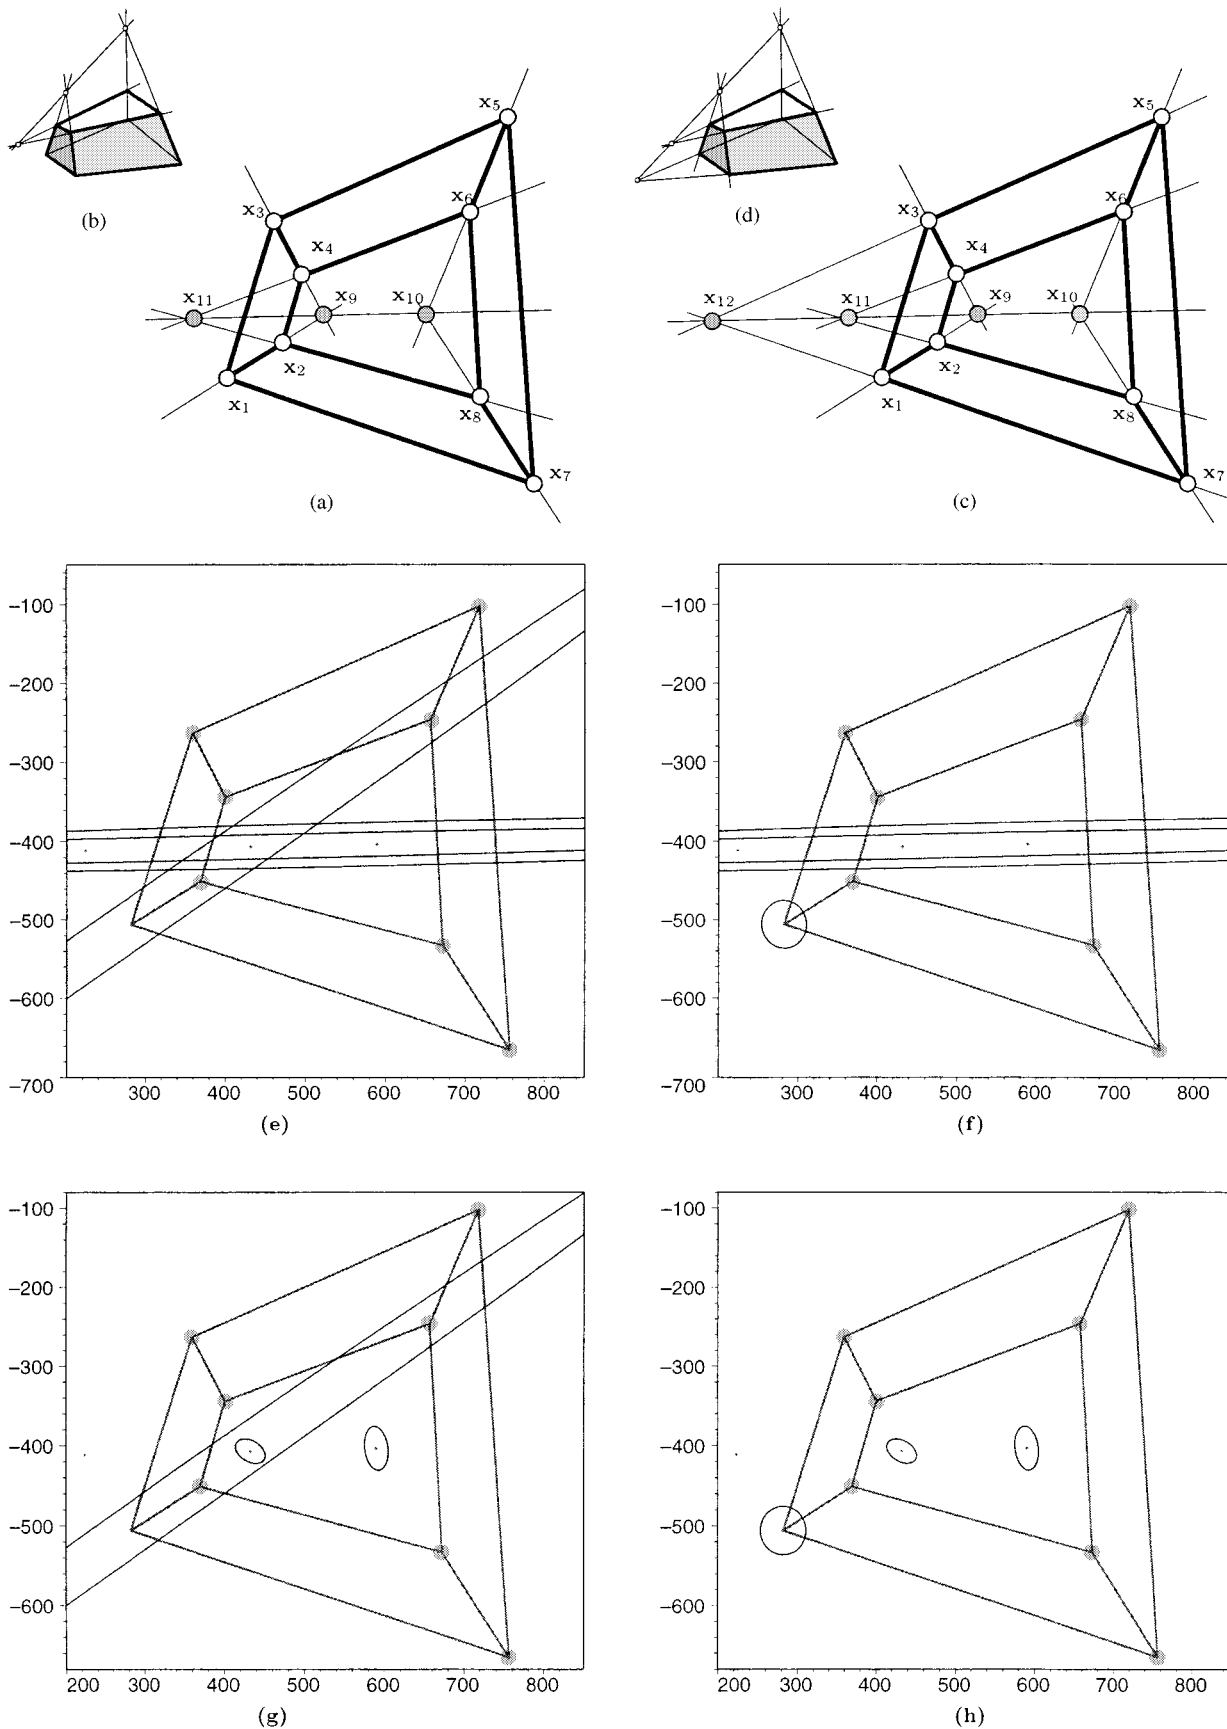 x5 x5
(b) (d)
x3 x6 x3 x6
x4 x4
x11 x9 x10 x12 x11 x9 x10
x2 x2
x1 x8 x1 x8
x7 x7
(a) (c)
−100 −100
−200 −200
−300 −300
−400 −400
−500 −500
−600 −600
−700 −700
300 400 500 600 700 800 300 400 500 600 700 800
(e) (f)
−100 −100
−200 −200
−300 −300
−400 −400
−500 −500
−600 −600
200 300 400 500 600 700 800 200 300 400 500 600 700 800
(g) (h)